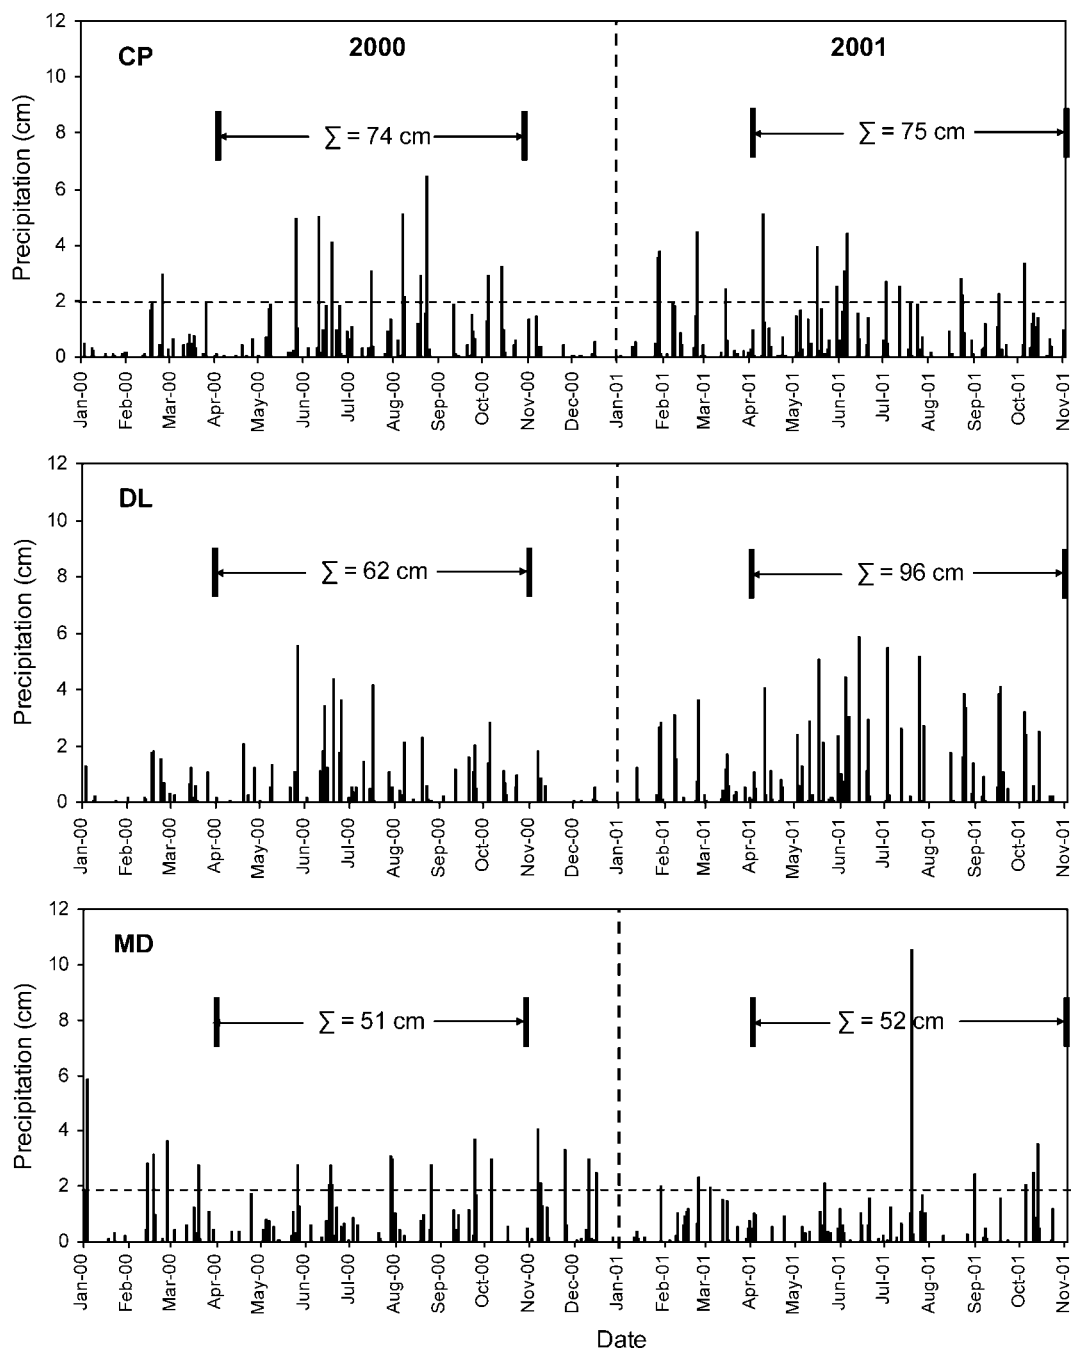 CP
2000
2001
12
10
8
6
4
2
0
Precipitation (cm)
∑ = 74 cm
∑ = 75 cm
Jan-00
Feb-00
Mar-00
Apr-00
May-00
Jun-00
Jul-00
Aug-00
Sep-00
Oct-00
Nov-00
Dec-00
Jan-01
Feb-01
Mar-01
Apr-01
May-01
Jun-01
Jul-01
Aug-01
Sep-01
Oct-01
Nov-01
DL
12
10
8
6
4
2
0
Precipitation (cm)
∑ = 62 cm
∑ = 96 cm
Jan-00
Feb-00
Mar-00
Apr-00
May-00
Jun-00
Jul-00
Aug-00
Sep-00
Oct-00
Nov-00
Dec-00
Jan-01
Feb-01
Mar-01
Apr-01
May-01
Jun-01
Jul-01
Aug-01
Sep-01
Oct-01
Nov-01
MD
12
10
8
6
4
2
0
Precipitation (cm)
∑ = 51 cm
∑ = 52 cm
Jan-00
Feb-00
Mar-00
Apr-00
May-00
Jun-00
Jul-00
Aug-00
Sep-00
Oct-00
Nov-00
Dec-00
Jan-01
Feb-01
Mar-01
Apr-01
May-01
Jun-01
Jul-01
Aug-01
Sep-01
Oct-01
Nov-01
Date